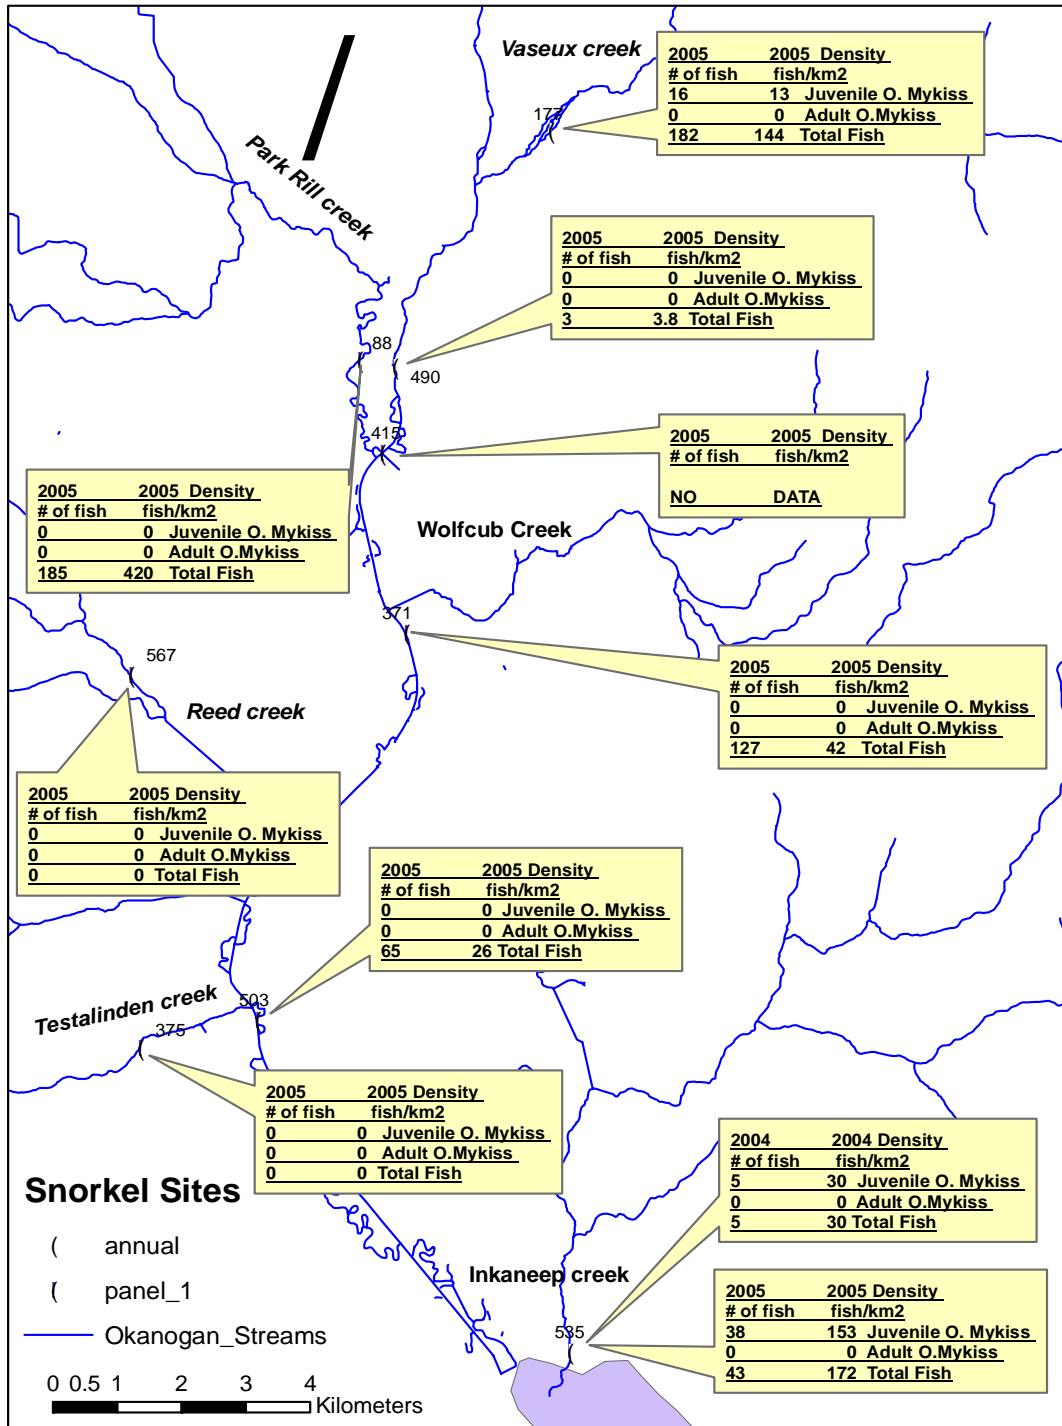 Vaseux creek
2005 2005 Density
# of fish fish/km2
16 13 Juvenile O. Mykiss
0 0 Adult O.Mykiss
182 144 Total Fish
177
Park Rill creek
2005 2005 Density
# of fish fish/km2
0 0 Juvenile O. Mykiss
0 0 Adult O.Mykiss
3 3.8 Total Fish
88
490
415
2005 2005 Density
# of fish fish/km2
NO DATA
2005 2005 Density
# of fish fish/km2
0 0 Juvenile O. Mykiss
0 0 Adult O.Mykiss
185 420 Total Fish
Wolfcub Creek
371
567
Reed creek
2005 2005 Density
# of fish fish/km2
0 0 Juvenile O. Mykiss
0 0 Adult O.Mykiss
127 42 Total Fish
2005 2005 Density
# of fish fish/km2
0 0 Juvenile O. Mykiss
0 0 Adult O.Mykiss
0 0 Total Fish
2005 2005 Density
# of fish fish/km2
0 0 Juvenile O. Mykiss
0 0 Adult O.Mykiss
65 26 Total Fish
Testalinden creek
503
375
2005 2005 Density
# of fish fish/km2
0 0 Juvenile O. Mykiss
0 0 Adult O.Mykiss
0 0 Total Fish
2004 2004 Density
# of fish fish/km2
5 30 Juvenile O. Mykiss
0 0 Adult O.Mykiss
5 30 Total Fish
Inkaneep creek
535
2005 2005 Density
# of fish fish/km2
38 153 Juvenile O. Mykiss
0 0 Adult O.Mykiss
43 172 Total Fish
Snorkel Sites
( annual
( panel_1
Okanogan_Streams
0 0.5 1 2 3 4
Kilometers